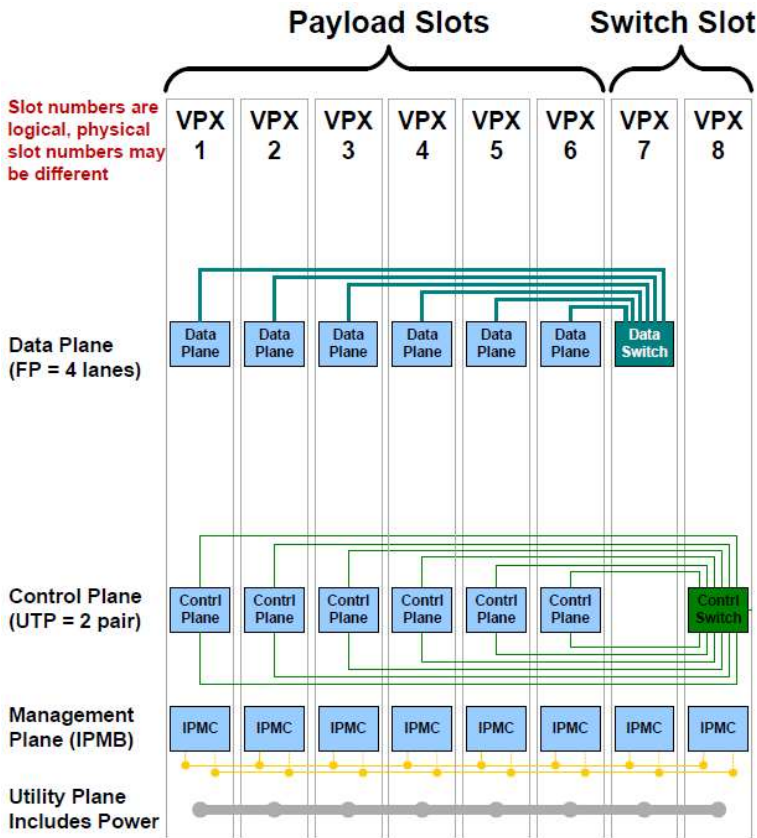 Payload Slots
Switch Slot
Slot numbers are
logical, physical
slot numbers may
be different
VPX
1
VPX
2
VPX
3
VPX
4
VPX
5
VPX
6
VPX
7
VPX
8
Data Plane
(FP = 4 lanes)
Data
Plane
Data
Plane
Data
Plane
Data
Plane
Data
Plane
Data
Plane
Data
Switch
Control Plane
(UTP = 2 pair)
Contrl
Plane
Contrl
Plane
Contrl
Plane
Contrl
Plane
Contrl
Plane
Contrl
Plane
Contrl
Switch
Management
Plane (IPMB)
IPMC
IPMC
IPMC
IPMC
IPMC
IPMC
IPMC
IPMC
Utility Plane
Includes Power